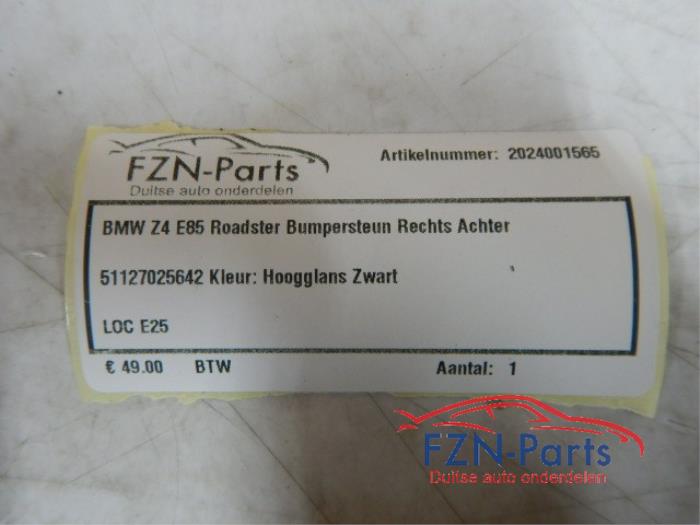 FZN-Parts
Duitse auto onderdelen
Artikelnummer: 2024001565
BMW Z4 E85 Roadster Bumpersteun Rechts Achter
51127025642 Kleur: Hoogglans Zwart
LOC E25
€ 49.00 BTW Aantal: 1
FZN-Parts
Duitse auto onderdelen